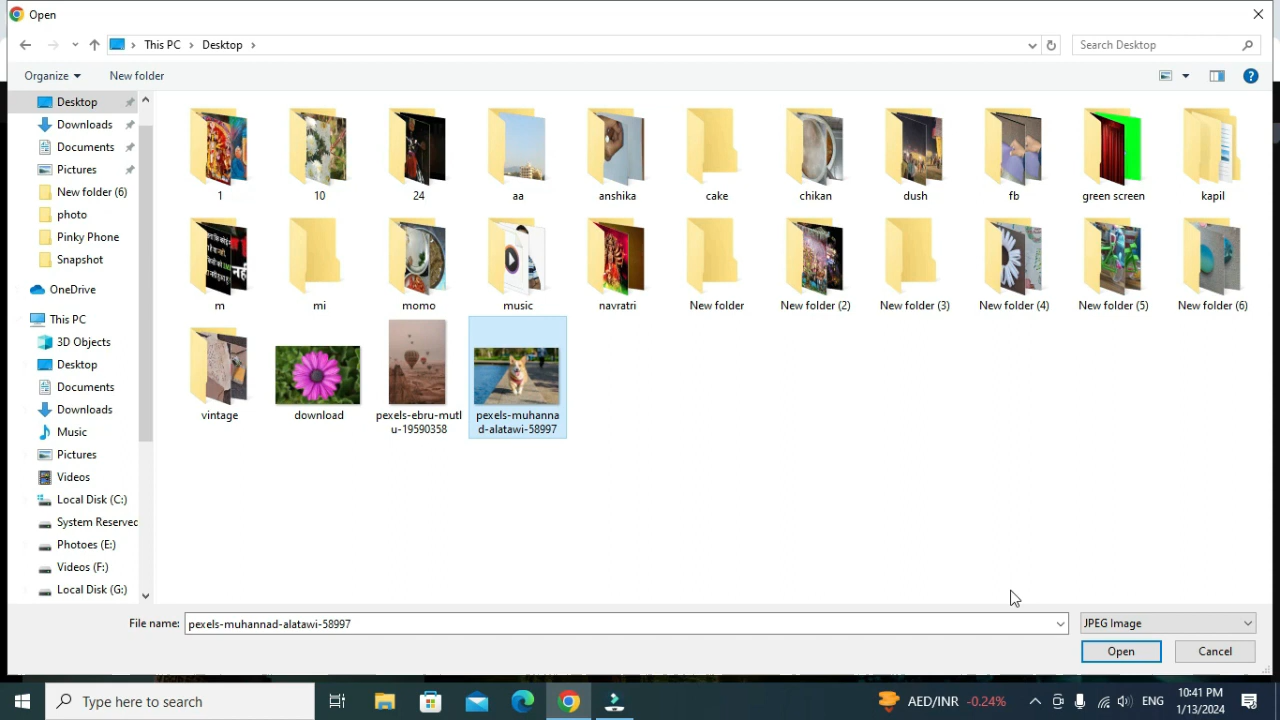 Open
This PC > Desktop >
Search Desktop
Organize
New folder
Desktop
Downloads
Documents
Pictures
New folder (6)
photo
Pinky Phone
Snapshot
OneDrive
This PC
3D Objects
Desktop
Documents
Downloads
Music
Pictures
Videos
Local Disk (C:)
System Reserved
Photoes (E:)
Videos (F:)
Local Disk (G:)
1
10
24
aa
anshika
cake
chikan
dush
fb
green screen
kapil
m
mi
momo
music
navratri
New folder
New folder (2)
New folder (3)
New folder (4)
New folder (5)
New folder (6)
vintage
download
pexels-ebru-mutl
u-19590358
pexels-muhanna
d-alatawi-58997
File name:
pexels-muhannad-alatawi-58997
JPEG Image
Open
Cancel
Type here to search
AED/INR -0.24%
ENG
10:41 PM
1/13/2024